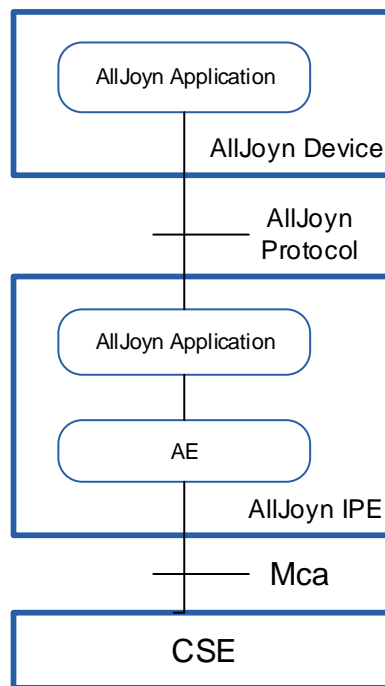 AllJoyn Application
AllJoyn Device
AllJoyn
Protocol
AllJoyn Application
AE
AllJoyn IPE
Mca
CSE